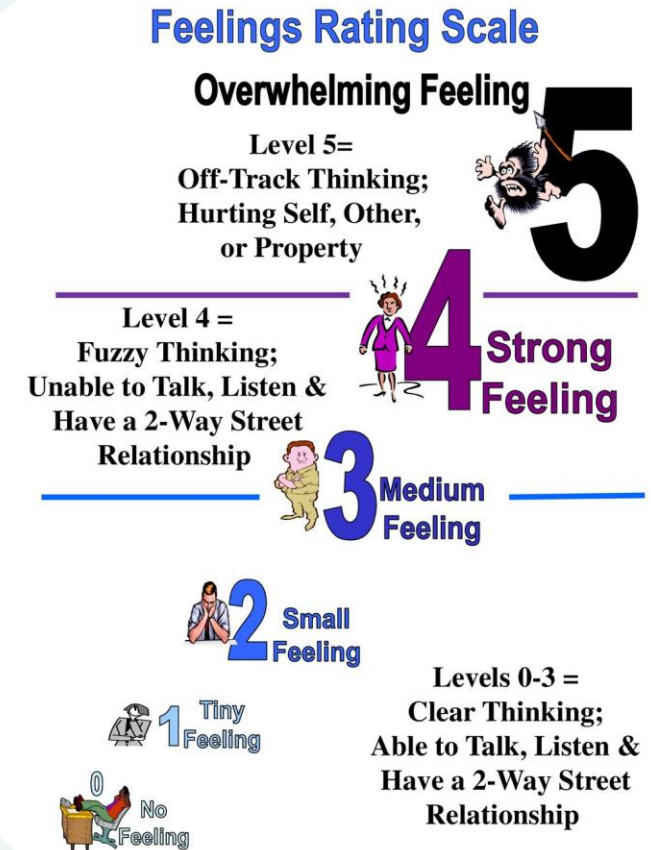 Feelings Rating Scale
Overwhelming Feeling
5
Level 5=
Off-Track Thinking;
Hurting Self, Other,
or Property
4
Strong
Feeling
Level 4 =
Fuzzy Thinking;
Unable to Talk, Listen &
Have a 2-Way Street
Relationship
3
Medium
Feeling
2
Small
Feeling
1
Tiny
Feeling
0
No
Feeling
Levels 0-3 =
Clear Thinking;
Able to Talk, Listen &
Have a 2-Way Street
Relationship